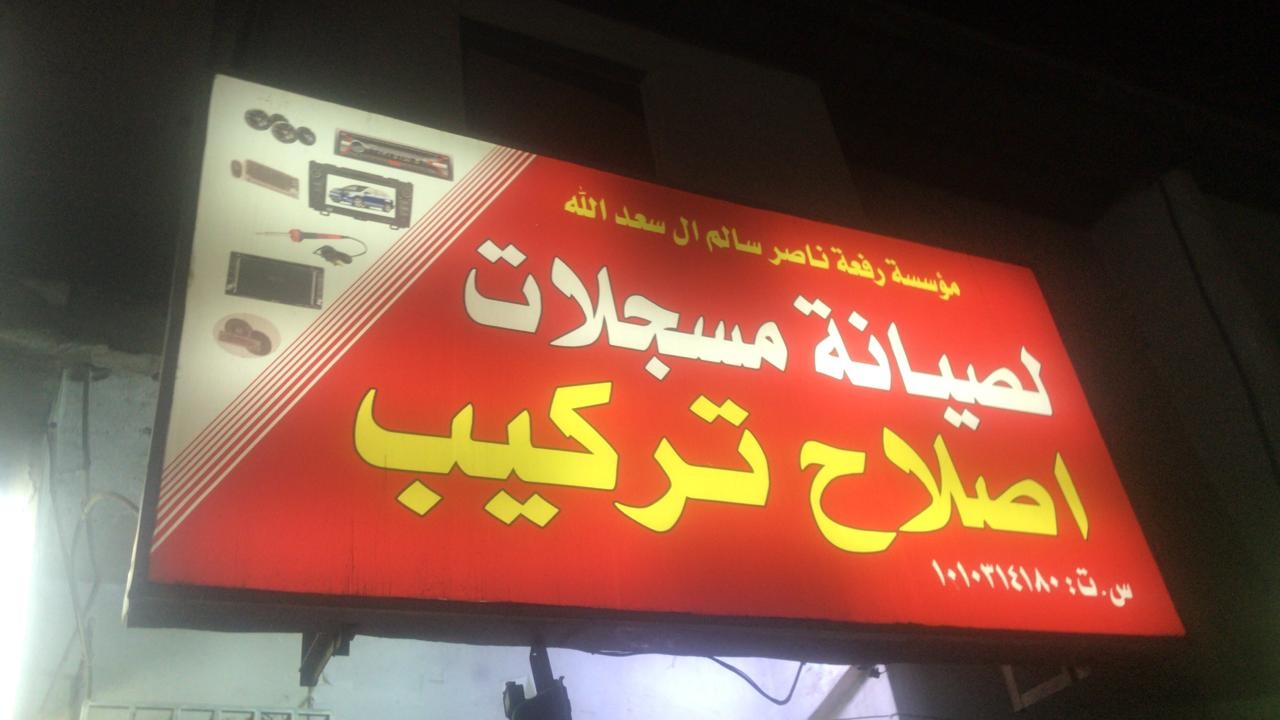 مؤسسة رفعة ناصر سالم ال سعد الله
لصيانة مسجلات
اصلاح تركيب
س.ت: ١٠١٠٣١٤١٨٠